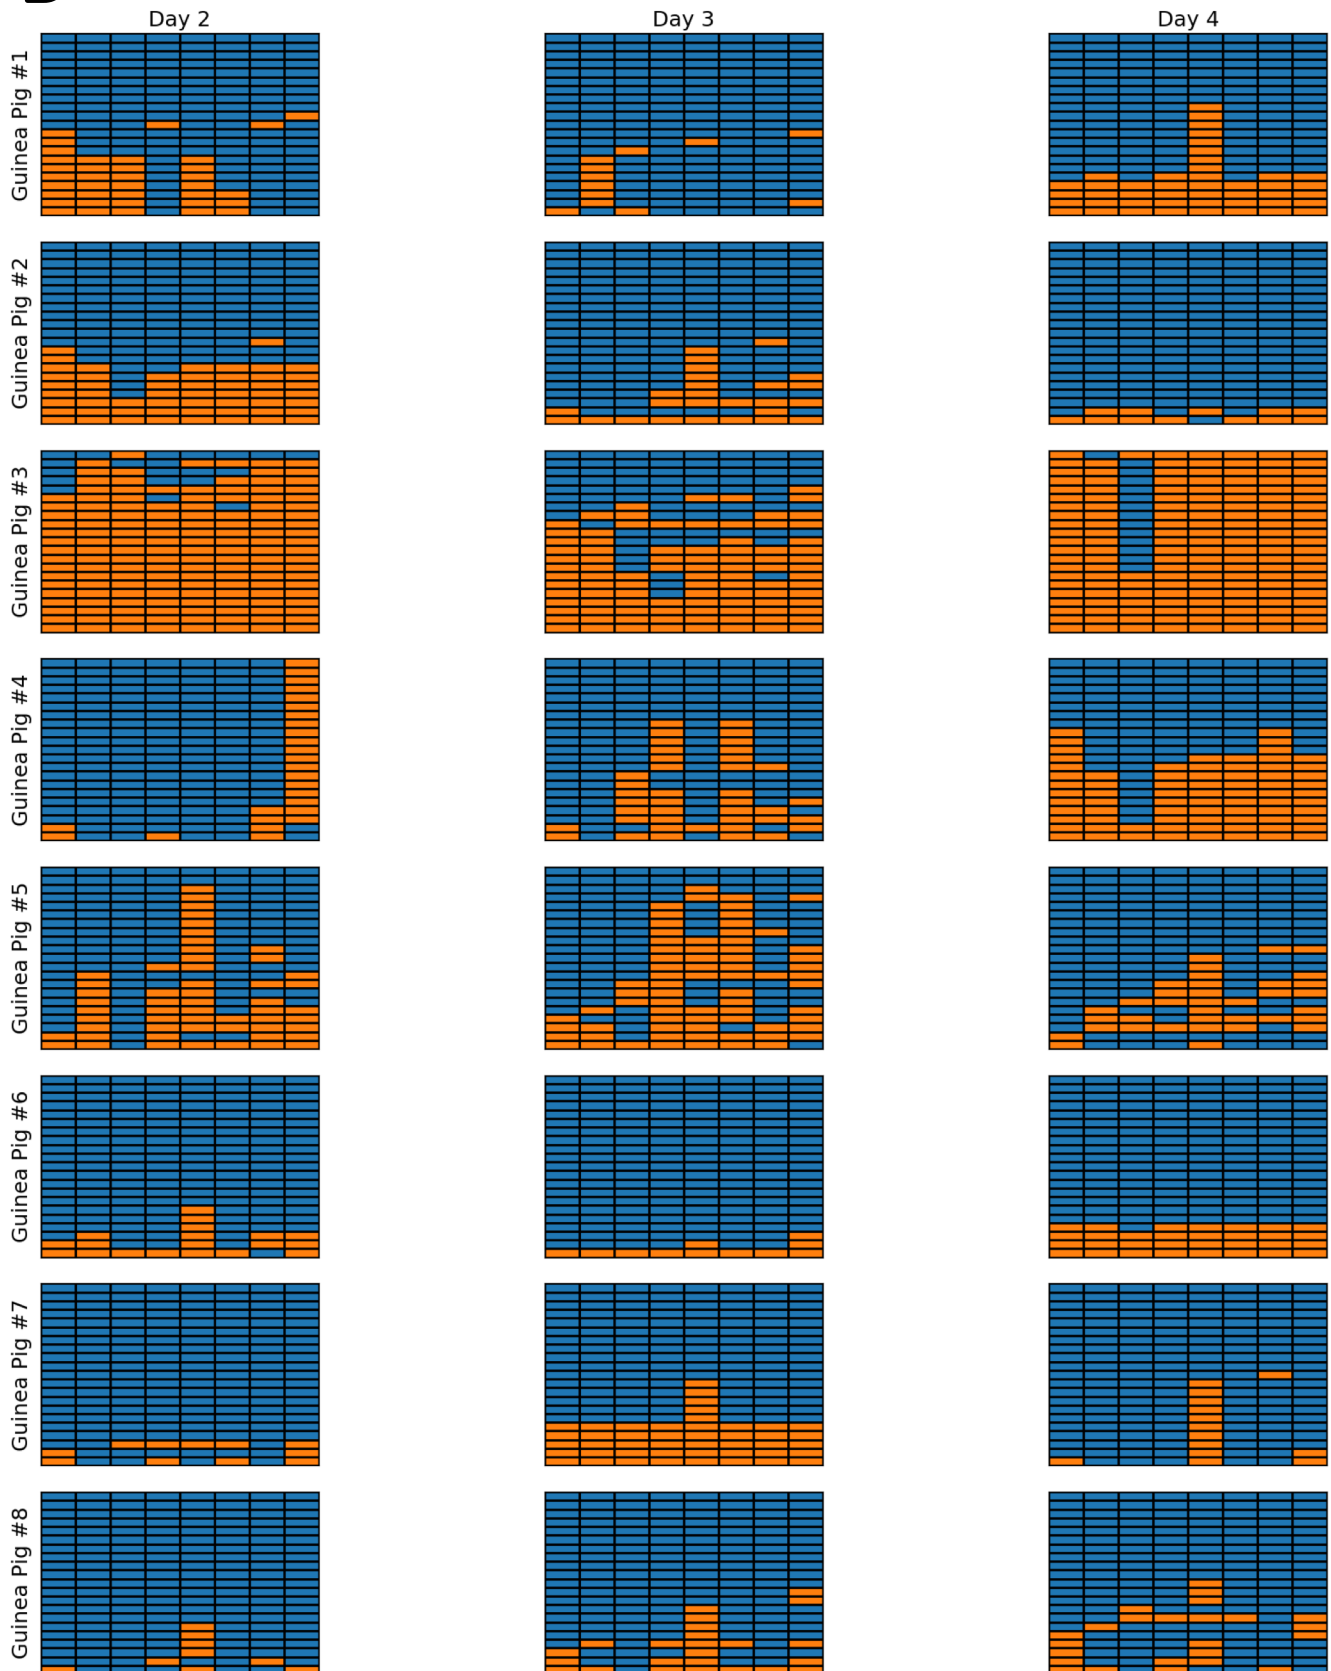 Day 2 Day 3 Day 4
Guinea Pig #1
Guinea Pig #2
Guinea Pig #3
Guinea Pig #4
Guinea Pig #5
Guinea Pig #6
Guinea Pig #7
Guinea Pig #8